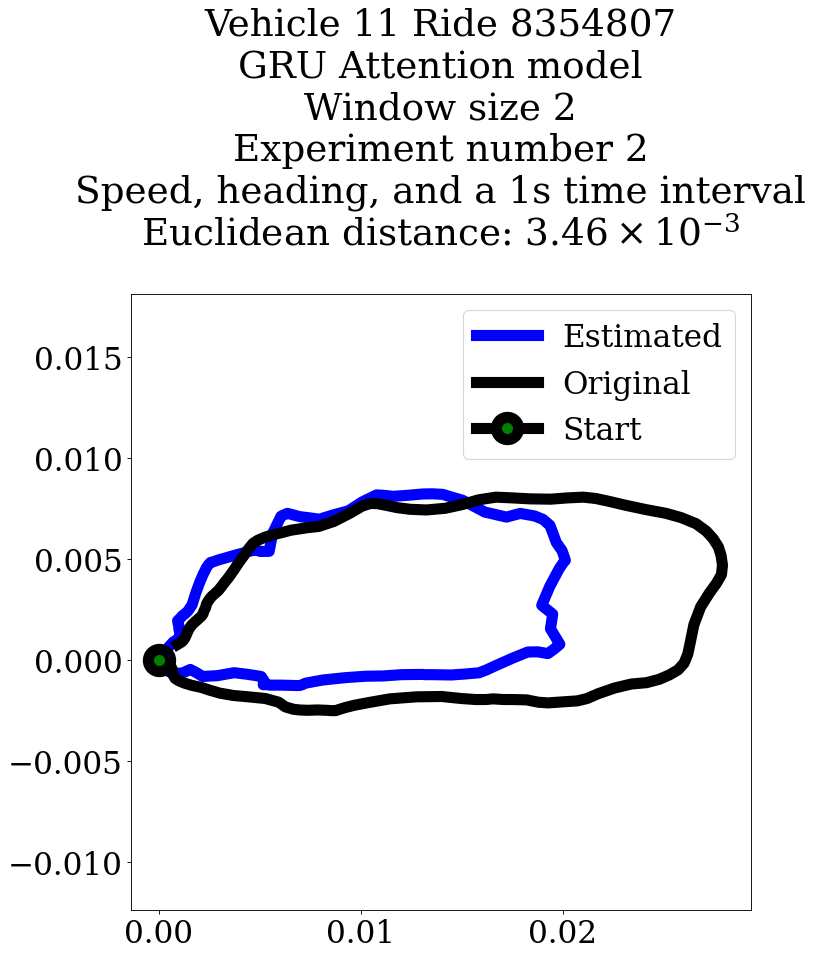 Vehicle 11 Ride 8354807
GRU Attention model
Window size 2
Experiment number 2
Speed, heading, and a 1s time interval
Euclidean distance: 3.46 × 10⁻³
Estimated
Original
Start
0.015
0.010
0.005
0.000
−0.005
−0.010
0.00 0.01 0.02